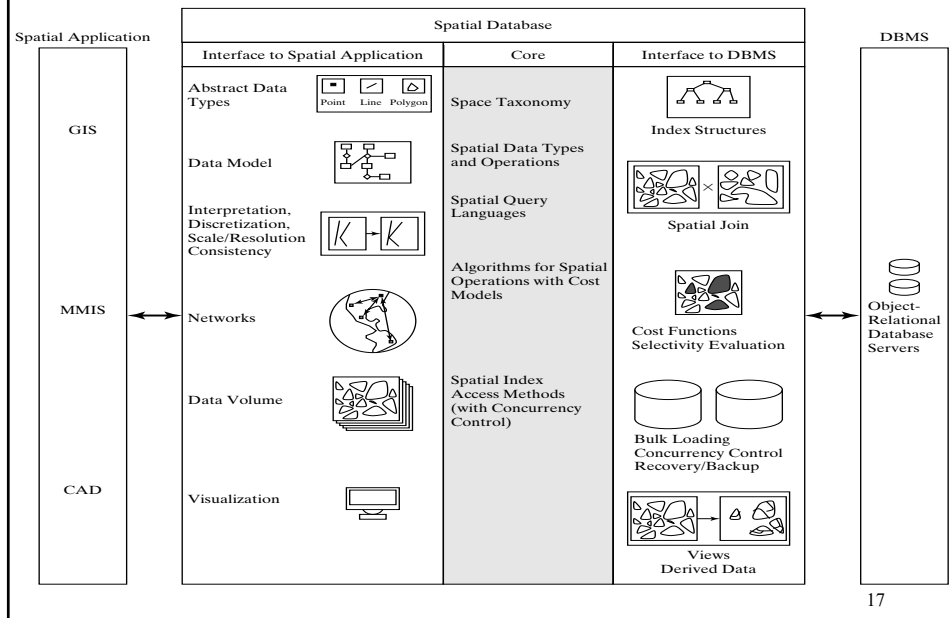 Spatial Database
Spatial Application
DBMS
Interface to Spatial Application
Core
Interface to DBMS
GIS
MMIS
CAD
Abstract Data
Types
Point Line Polygon
Data Model
Interpretation,
Discretization,
Scale/Resolution
Consistency
Networks
Data Volume
Visualization
Space Taxonomy
Spatial Data Types
and Operations
Spatial Query
Languages
Algorithms for Spatial
Operations with Cost
Models
Spatial Index
Access Methods
(with Concurrency
Control)
Index Structures
×
Spatial Join
Cost Functions
Selectivity Evaluation
Bulk Loading
Concurrency Control
Recovery/Backup
Views
Derived Data
Object-
Relational
Database
Servers
17